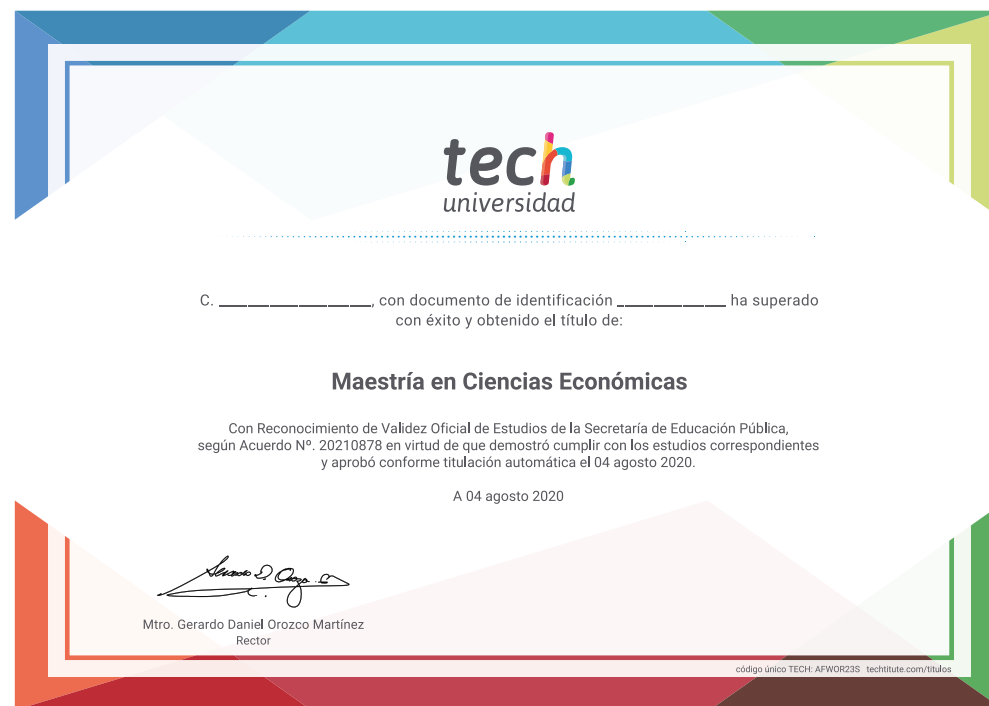 tech
universidad
C. ___________________, con documento de identificación ______________ ha superado
con éxito y obtenido el título de:
Maestría en Ciencias Económicas
Con Reconocimiento de Validez Oficial de Estudios de la Secretaría de Educación Pública,
según Acuerdo Nº. 20210878 en virtud de que demostró cumplir con los estudios correspondientes
y aprobó conforme titulación automática el 04 agosto 2020.
A 04 agosto 2020
Mtro. Gerardo Daniel Orozco Martínez
Rector
código único TECH: AFWOR23S techtitute.com/titulos